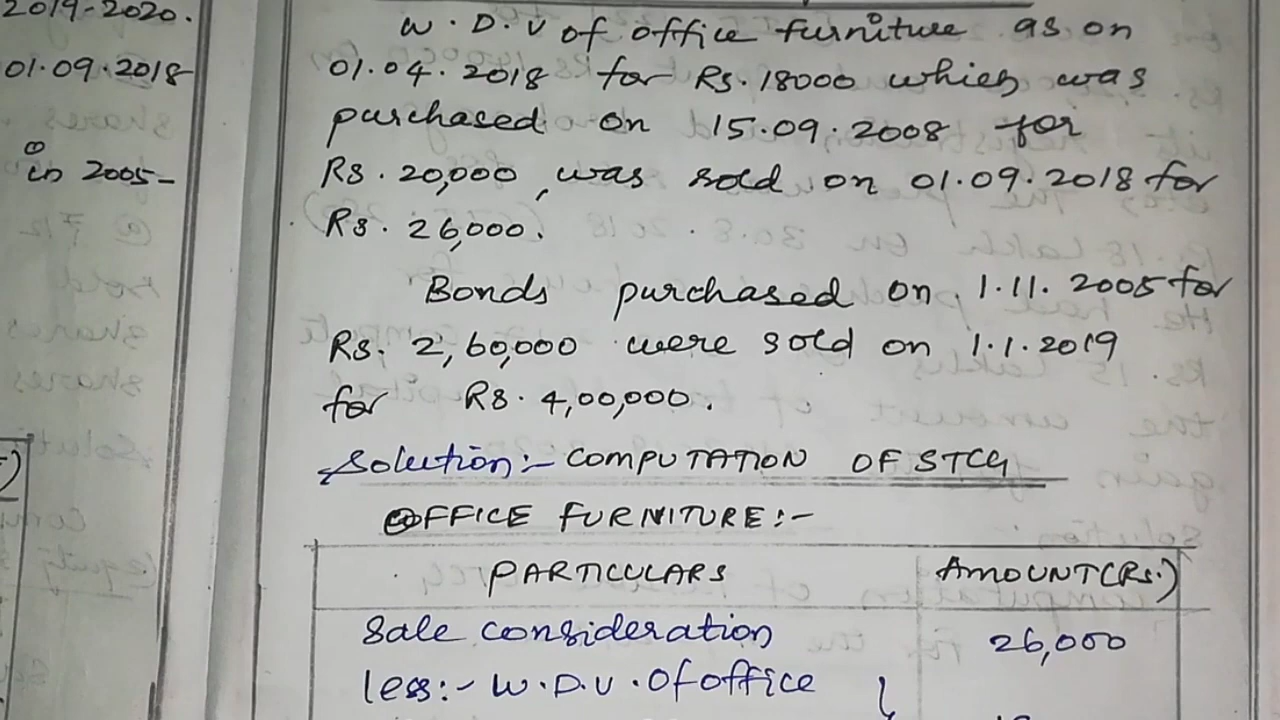 2019-2020.
01.09.2018
in 2005-
W.D.V of office furniture as on
01.04.2018 for Rs.18000 which was
purchased on 15.09.2008 for
Rs.20,000, was sold on 01.09.2018 for
Rs.26,000.
Bonds purchased on 1.11.2005 for
Rs.2,60,000 were sold on 1.1.2019
for Rs.4,00,000.
Solution:- COMPUTATION OF STCG
OFFICE FURNITURE:-
PARTICULARS AMOUNT(Rs.)
Sale consideration 26,000
less:- W.D.V.Of office